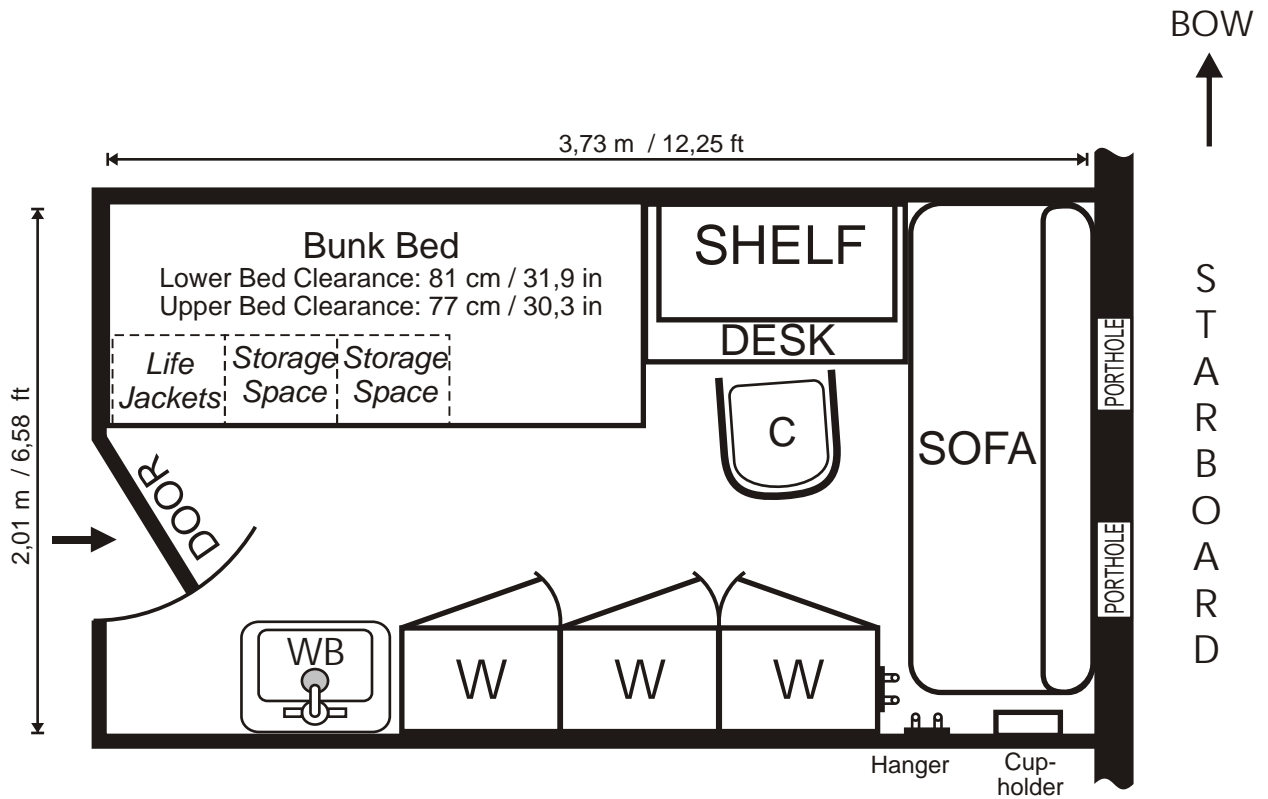 BOW
3,73 m / 12,25 ft
2,01 m / 6,58 ft
Bunk Bed
Lower Bed Clearance: 81 cm / 31,9 in
Upper Bed Clearance: 77 cm / 30,3 in
Life
Jackets
Storage
Space
Storage
Space
SHELF
DESK
C
SOFA
PORTHOLE
PORTHOLE
STARBOARD
DOOR
WB
W
W
W
Hanger
Cup-
holder